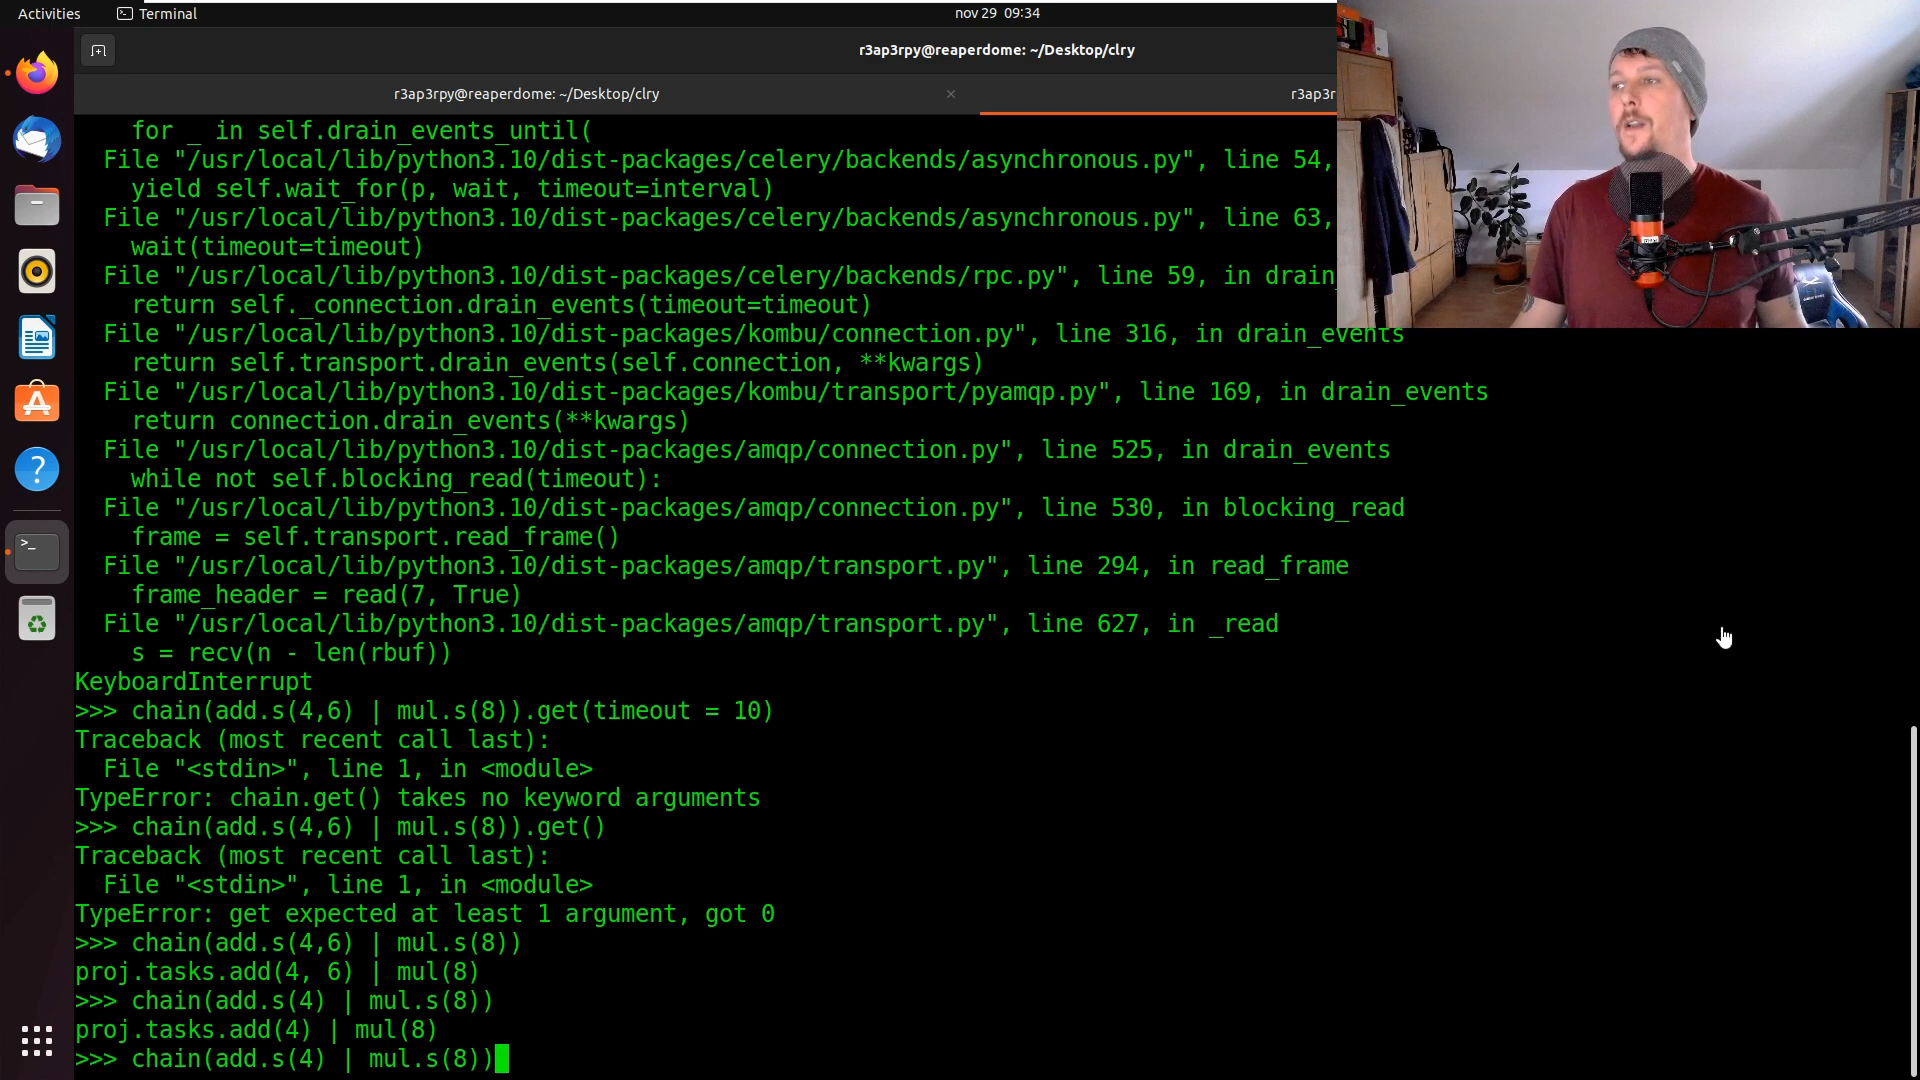 Activities
Terminal
nov 29 09:34
r3ap3rpy@reaperdome: ~/Desktop/clry
r3ap3rpy@reaperdome: ~/Desktop/clry
r3ap3r
for _ in self.drain_events_until(
File "/usr/local/lib/python3.10/dist-packages/celery/backends/asynchronous.py", line 54,
yield self.wait_for(p, wait, timeout=interval)
File "/usr/local/lib/python3.10/dist-packages/celery/backends/asynchronous.py", line 63,
wait(timeout=timeout)
File "/usr/local/lib/python3.10/dist-packages/celery/backends/rpc.py", line 59, in drain_
return self._connection.drain_events(timeout=timeout)
File "/usr/local/lib/python3.10/dist-packages/kombu/connection.py", line 316, in drain_events
return self.transport.drain_events(self.connection, **kwargs)
File "/usr/local/lib/python3.10/dist-packages/kombu/transport/pyamqp.py", line 169, in drain_events
return connection.drain_events(**kwargs)
File "/usr/local/lib/python3.10/dist-packages/amqp/connection.py", line 525, in drain_events
while not self.blocking_read(timeout):
File "/usr/local/lib/python3.10/dist-packages/amqp/connection.py", line 530, in blocking_read
frame = self.transport.read_frame()
File "/usr/local/lib/python3.10/dist-packages/amqp/transport.py", line 294, in read_frame
frame_header = read(7, True)
File "/usr/local/lib/python3.10/dist-packages/amqp/transport.py", line 627, in _read
s = recv(n - len(rbuf))
KeyboardInterrupt
>>> chain(add.s(4,6) | mul.s(8)).get(timeout = 10)
Traceback (most recent call last):
File "<stdin>", line 1, in <module>
TypeError: chain.get() takes no keyword arguments
>>> chain(add.s(4,6) | mul.s(8)).get()
Traceback (most recent call last):
File "<stdin>", line 1, in <module>
TypeError: get expected at least 1 argument, got 0
>>> chain(add.s(4,6) | mul.s(8))
proj.tasks.add(4, 6) | mul(8)
>>> chain(add.s(4) | mul.s(8))
proj.tasks.add(4) | mul(8)
>>> chain(add.s(4) | mul.s(8))